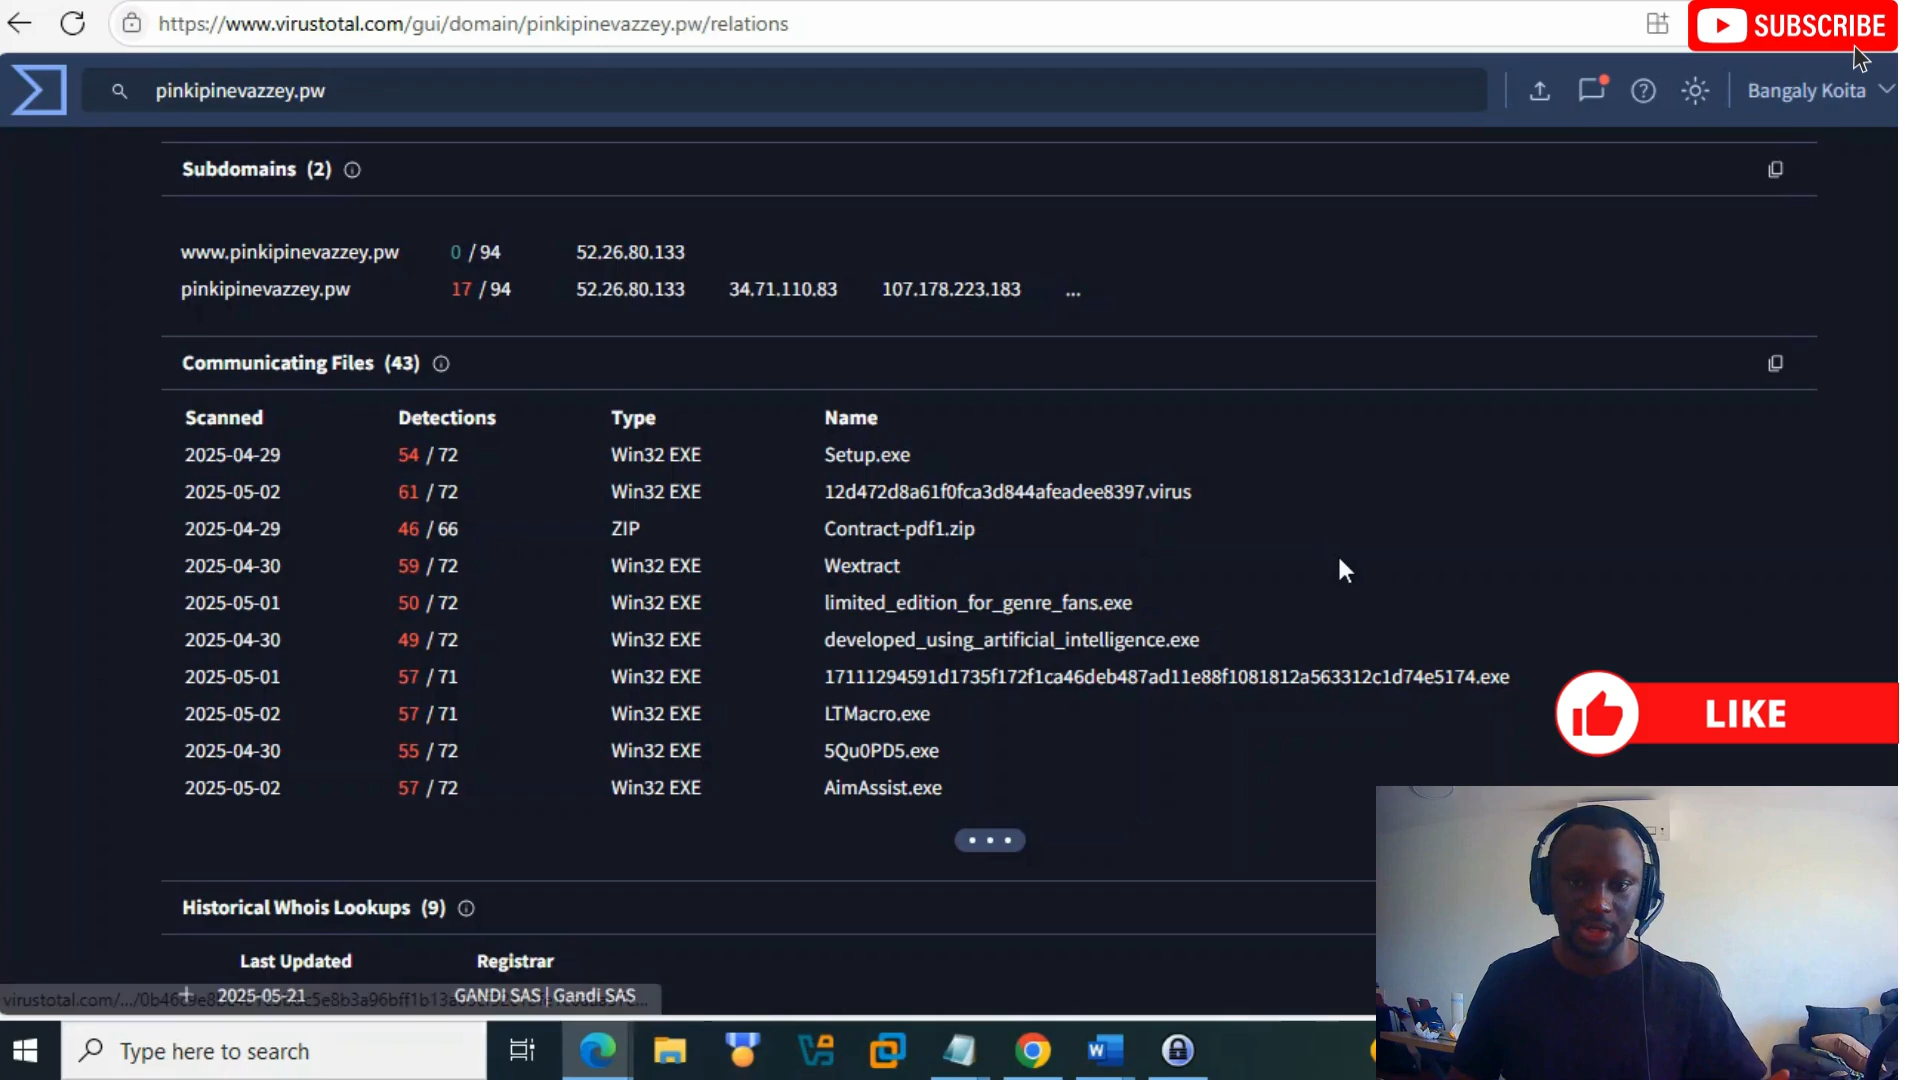 https://www.virustotal.com/gui/domain/pinkipinevazzey.pw/relations
SUBSCRIBE
pinkipinevazzey.pw
Bangaly Koita
Subdomains (2)
www.pinkipinevazzey.pw 0 / 94 52.26.80.133
pinkipinevazzey.pw 17 / 94 52.26.80.133 34.71.110.83 107.178.223.183 ...
Communicating Files (43)
Scanned Detections Type Name
2025-04-29 54 / 72 Win32 EXE Setup.exe
2025-05-02 61 / 72 Win32 EXE 12d472d8a61f0fca3d844afeadee8397.virus
2025-04-29 46 / 66 ZIP Contract-pdf1.zip
2025-04-30 59 / 72 Win32 EXE Wextract
2025-05-01 50 / 72 Win32 EXE limited_edition_for_genre_fans.exe
2025-04-30 49 / 72 Win32 EXE developed_using_artificial_intelligence.exe
2025-05-01 57 / 71 Win32 EXE 17111294591d1735f172f1ca46deb487ad11e88f1081812a563312c1d74e5174.exe
2025-05-02 57 / 71 Win32 EXE LTMacro.exe
LIKE
2025-04-30 55 / 72 Win32 EXE 5Qu0PD5.exe
2025-05-02 57 / 72 Win32 EXE AimAssist.exe
Historical Whois Lookups (9)
Last Updated Registrar
+ 2025-05-21 GANDI SAS | Gandi SAS
Type here to search